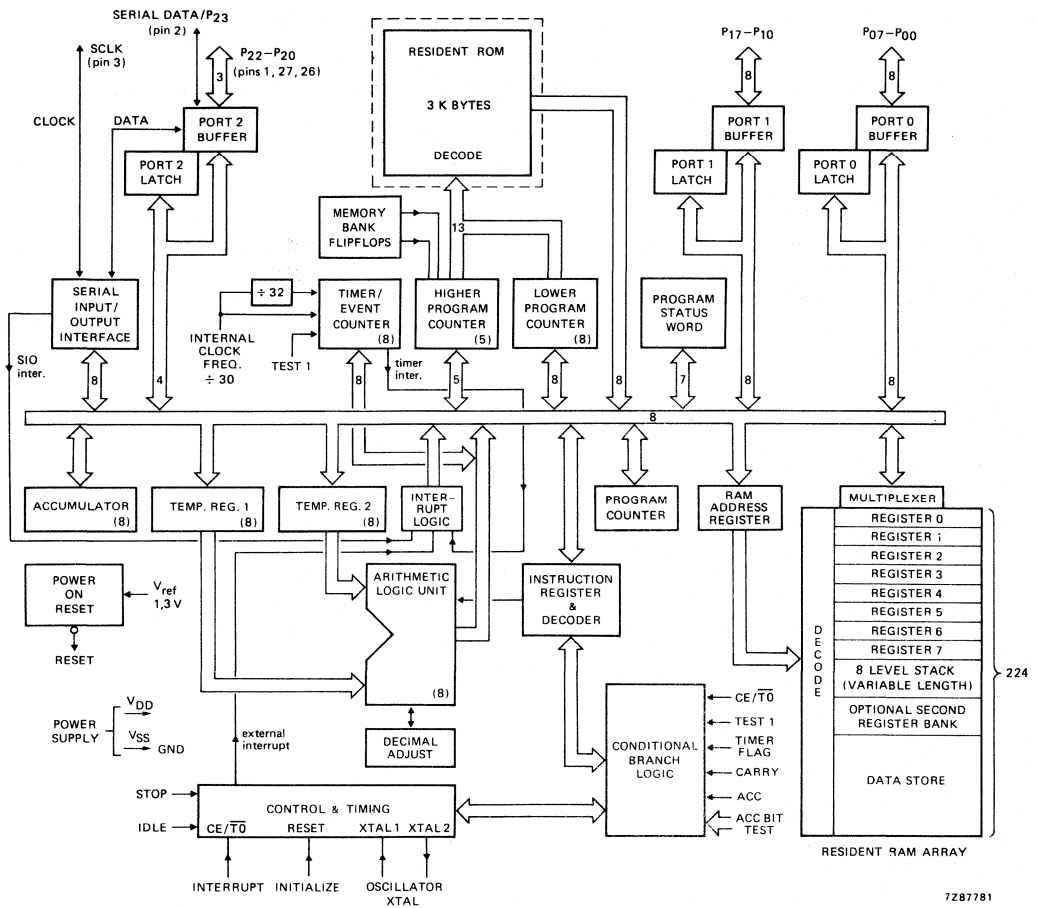 SERIAL DATA/P23
(pin 2)
SCLK
(pin 3)
P22–P20
(pins 1, 27, 26)
3
CLOCK
DATA
PORT 2
BUFFER
PORT 2
LATCH
RESIDENT ROM
3 K BYTES
DECODE
P17–P10
8
PORT 1
BUFFER
PORT 1
LATCH
P07–P00
8
PORT 0
BUFFER
PORT 0
LATCH
MEMORY
BANK
FLIPFLOPS
13
SERIAL
INPUT/
OUTPUT
INTERFACE
÷ 32
TIMER/
EVENT
COUNTER
(8)
HIGHER
PROGRAM
COUNTER
(5)
LOWER
PROGRAM
COUNTER
(8)
PROGRAM
STATUS
WORD
INTERNAL
CLOCK
FREQ.
÷ 30
TEST 1
timer
inter.
SIO
inter.
8
4
8
5
8
8
7
8
8
8
ACCUMULATOR
(8)
TEMP. REG. 1
(8)
TEMP. REG. 2
(8)
INTER-
RUPT
LOGIC
PROGRAM
COUNTER
RAM
ADDRESS
REGISTER
MULTIPLEXER
REGISTER 0
REGISTER 1
REGISTER 2
REGISTER 3
REGISTER 4
REGISTER 5
REGISTER 6
REGISTER 7
8 LEVEL STACK
(VARIABLE LENGTH)
OPTIONAL SECOND
REGISTER BANK
DATA STORE
DECODE
224
RESIDENT RAM ARRAY
POWER
ON
RESET
Vref
1,3 V
RESET
ARITHMETIC
LOGIC UNIT
(8)
INSTRUCTION
REGISTER
&
DECODER
POWER
SUPPLY
VDD
VSS
GND
external
interrupt
DECIMAL
ADJUST
CONDITIONAL
BRANCH
LOGIC
CE/T̅0̅
TEST 1
TIMER
FLAG
CARRY
ACC
ACC BIT
TEST
STOP
IDLE
CONTROL & TIMING
CE/T̅0̅
RESET
XTAL 1
XTAL 2
INTERRUPT
INITIALIZE
OSCILLATOR
XTAL
7Z87781